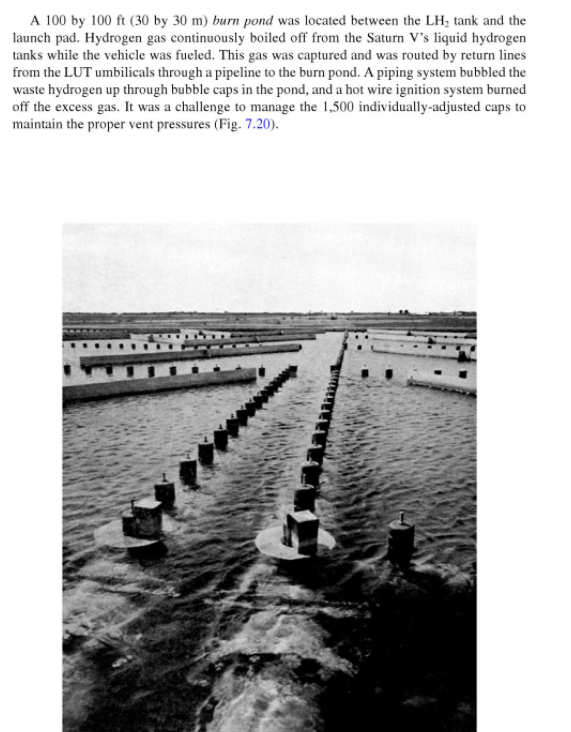 A 100 by 100 ft (30 by 30 m) burn pond was located between the LH₂ tank and the
launch pad. Hydrogen gas continuously boiled off from the Saturn V's liquid hydrogen
tanks while the vehicle was fueled. This gas was captured and was routed by return lines
from the LUT umbilicals through a pipeline to the burn pond. A piping system bubbled the
waste hydrogen up through bubble caps in the pond, and a hot wire ignition system burned
off the excess gas. It was a challenge to manage the 1,500 individually-adjusted caps to
maintain the proper vent pressures (Fig. 7.20).